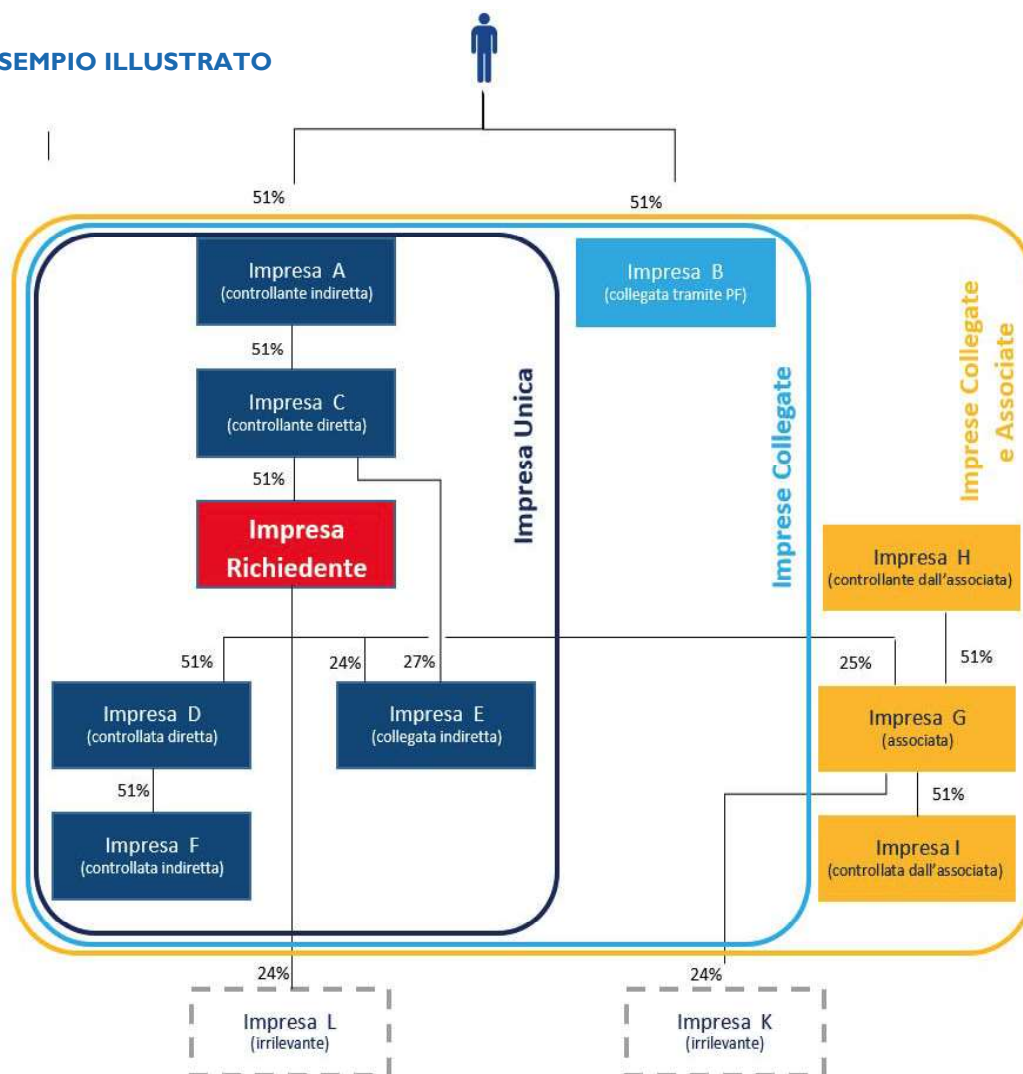 SEMPIO ILLUSTRATO
51%
51%
Impresa A
(controllante indiretta)
Impresa B
(collegata tramite PF)
51%
Impresa C
(controllante diretta)
51%
Impresa
Richiedente
Impresa Unica
Imprese Collegate
Imprese Collegate
e Associate
Impresa H
(controllante dall'associata)
51%
24%
27%
25%
51%
Impresa D
(controllata diretta)
Impresa E
(collegata indiretta)
Impresa G
(associata)
51%
51%
Impresa F
(controllata indiretta)
Impresa I
(controllata dall'associata)
24%
24%
Impresa L
(irrilevante)
Impresa K
(irrilevante)